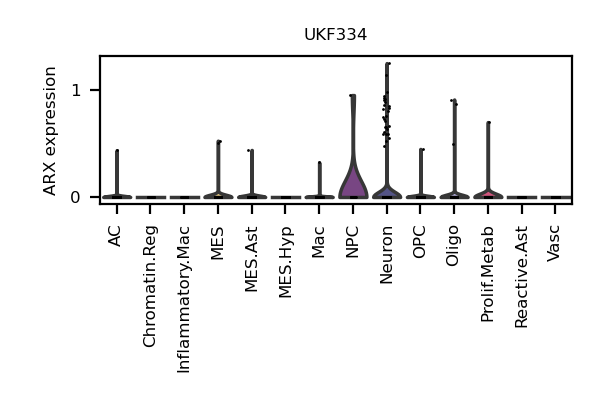 UKF334
ARX expression
1
0
AC
Chromatin.Reg
Inflammatory.Mac
MES
MES.Ast
MES.Hyp
Mac
NPC
Neuron
OPC
Oligo
Prolif.Metab
Reactive.Ast
Vasc